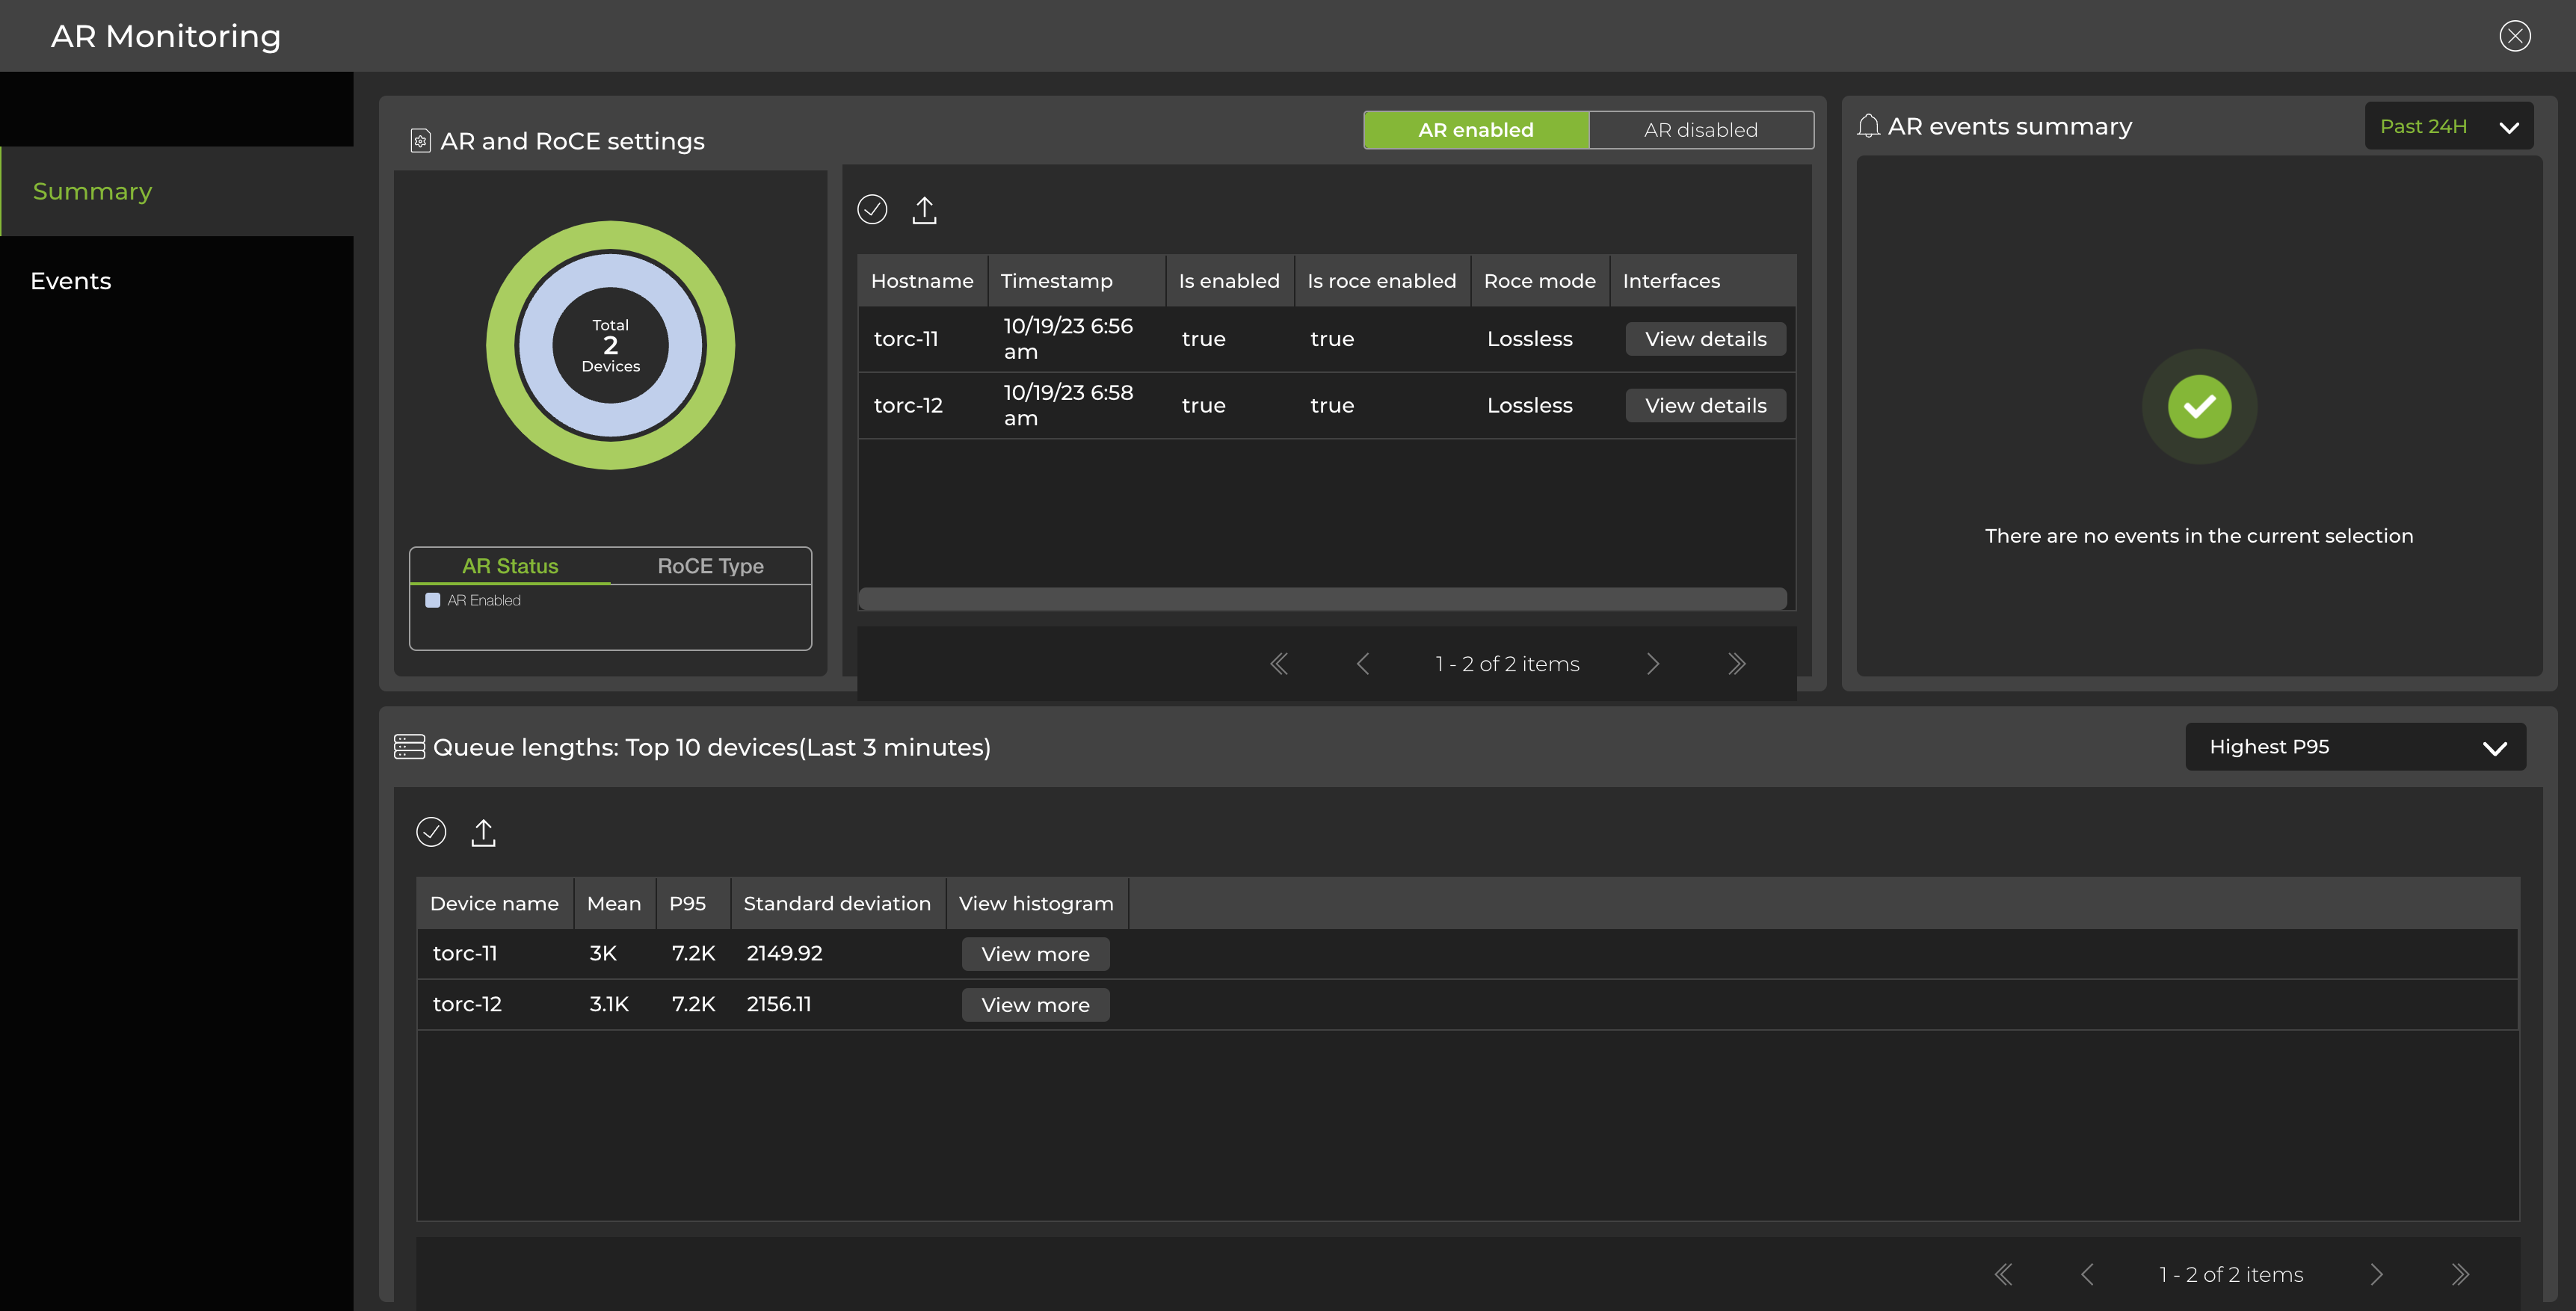 AR Monitoring
Summary
Events
AR and RoCE settings
AR enabled
AR disabled
Total
2
Devices
AR Status
RoCE Type
AR Enabled
Hostname Timestamp Is enabled Is roce enabled Roce mode Interfaces
torc-11 10/19/23 6:56 am true true Lossless View details
torc-12 10/19/23 6:58 am true true Lossless View details
1 - 2 of 2 items
AR events summary
Past 24H
There are no events in the current selection
Queue lengths: Top 10 devices(Last 3 minutes)
Highest P95
Device name Mean P95 Standard deviation View histogram
torc-11 3K 7.2K 2149.92 View more
torc-12 3.1K 7.2K 2156.11 View more
1 - 2 of 2 items